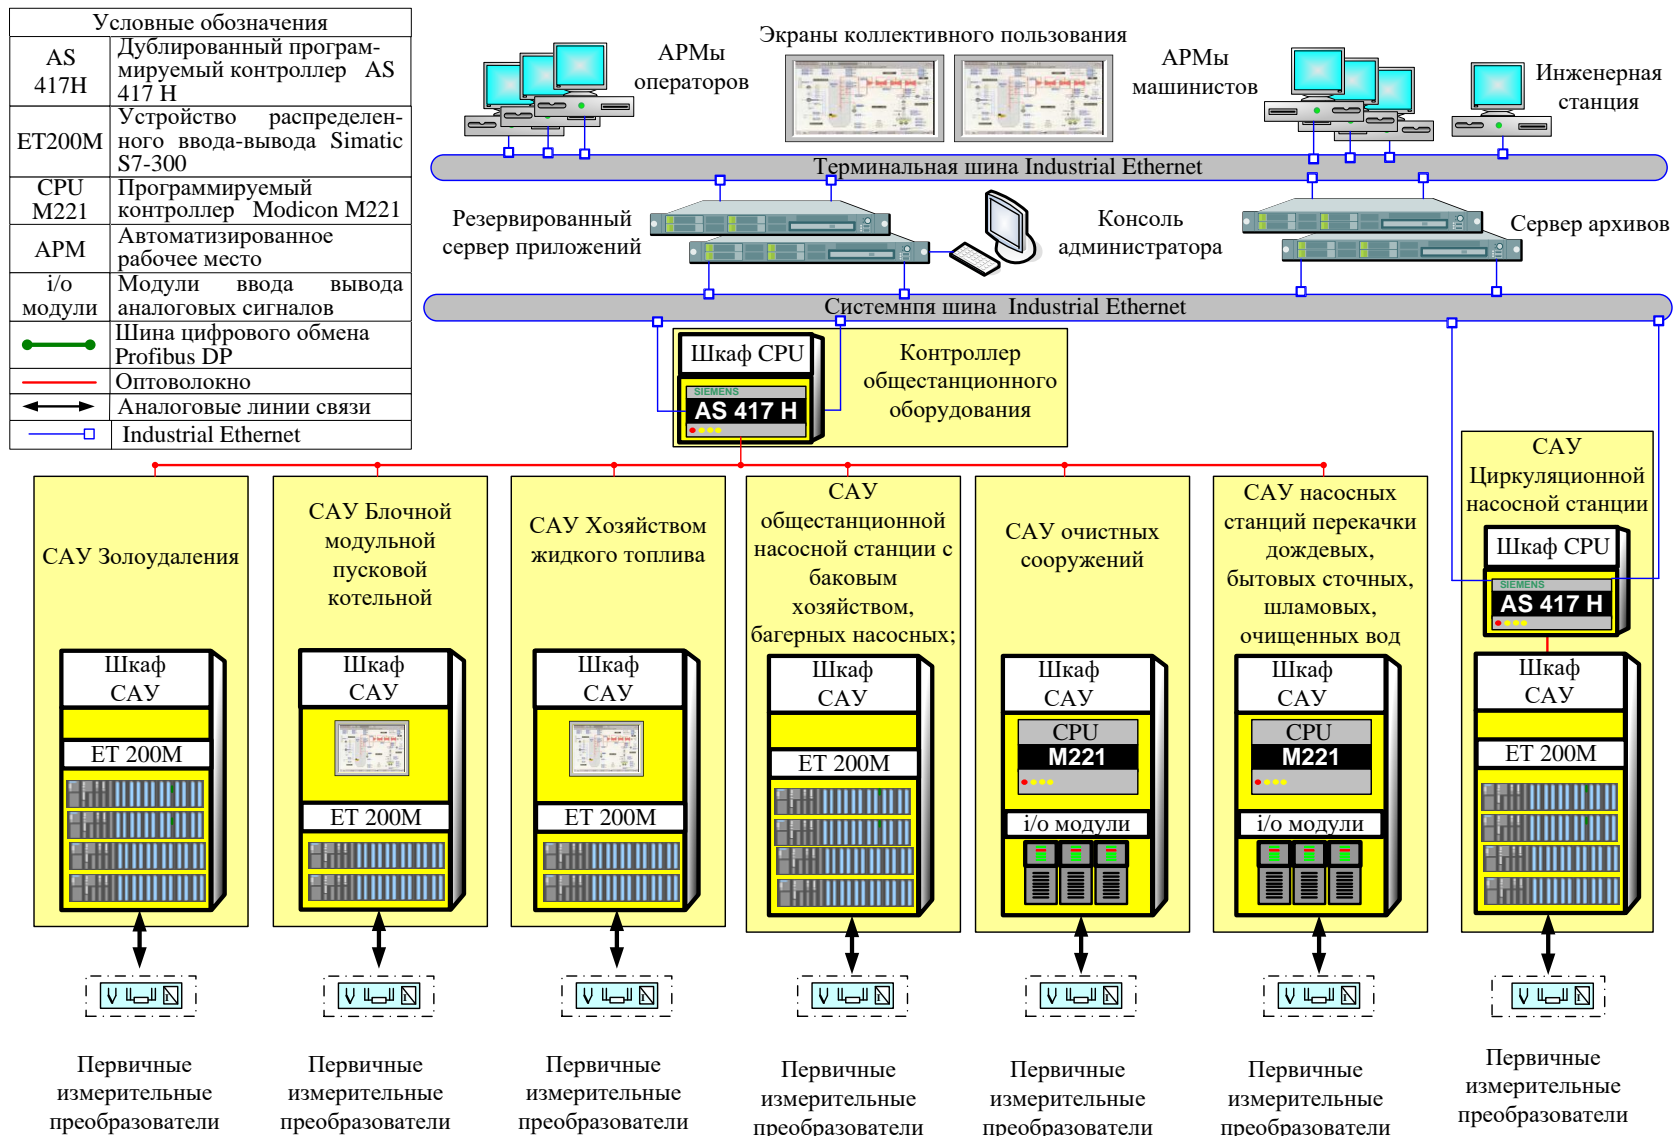 Условные обозначения
AS
417H
Дублированный програм-
мируемый контроллер AS
417 H
ET200M
Устройство распределен-
ного ввода-вывода Simatic
S7-300
CPU
M221
Программируемый
контроллер Modicon M221
АРМ
Автоматизированное
рабочее место
i/o
модули
Модули ввода вывода
аналоговых сигналов
Шина цифрового обмена
Profibus DP
Оптоволокно
Аналоговые линии связи
Industrial Ethernet
АРМы
операторов
Экраны коллективного пользования
АРМы
машинистов
Инженерная
станция
Терминальная шина Industrial Ethernet
Резервированный
сервер приложений
Консоль
администратора
Сервер архивов
Системнпя шина Industrial Ethernet
Шкаф CPU
SIEMENS
AS 417 H
Контроллер
общестанционного
оборудования
САУ Золоудаления
Шкаф
САУ
ET 200M
Первичные
измерительные
преобразователи
САУ Блочной
модульной
пусковой
котельной
Шкаф
САУ
ET 200M
Первичные
измерительные
преобразователи
САУ Хозяйством
жидкого топлива
Шкаф
САУ
ET 200M
Первичные
измерительные
преобразователи
САУ
общестанционной
насосной станции с
баковым
хозяйством,
багерных насосных;
Шкаф
САУ
ET 200M
Первичные
измерительные
преобразователи
САУ очистных
сооружений
Шкаф
САУ
CPU
M221
i/o модули
Первичные
измерительные
преобразователи
САУ насосных
станций перекачки
дождевых,
бытовых сточных,
шламовых,
очищенных вод
Шкаф
САУ
CPU
M221
i/o модули
Первичные
измерительные
преобразователи
САУ
Циркуляционной
насосной станции
Шкаф CPU
SIEMENS
AS 417 H
Шкаф
САУ
ET 200M
Первичные
измерительные
преобразователи